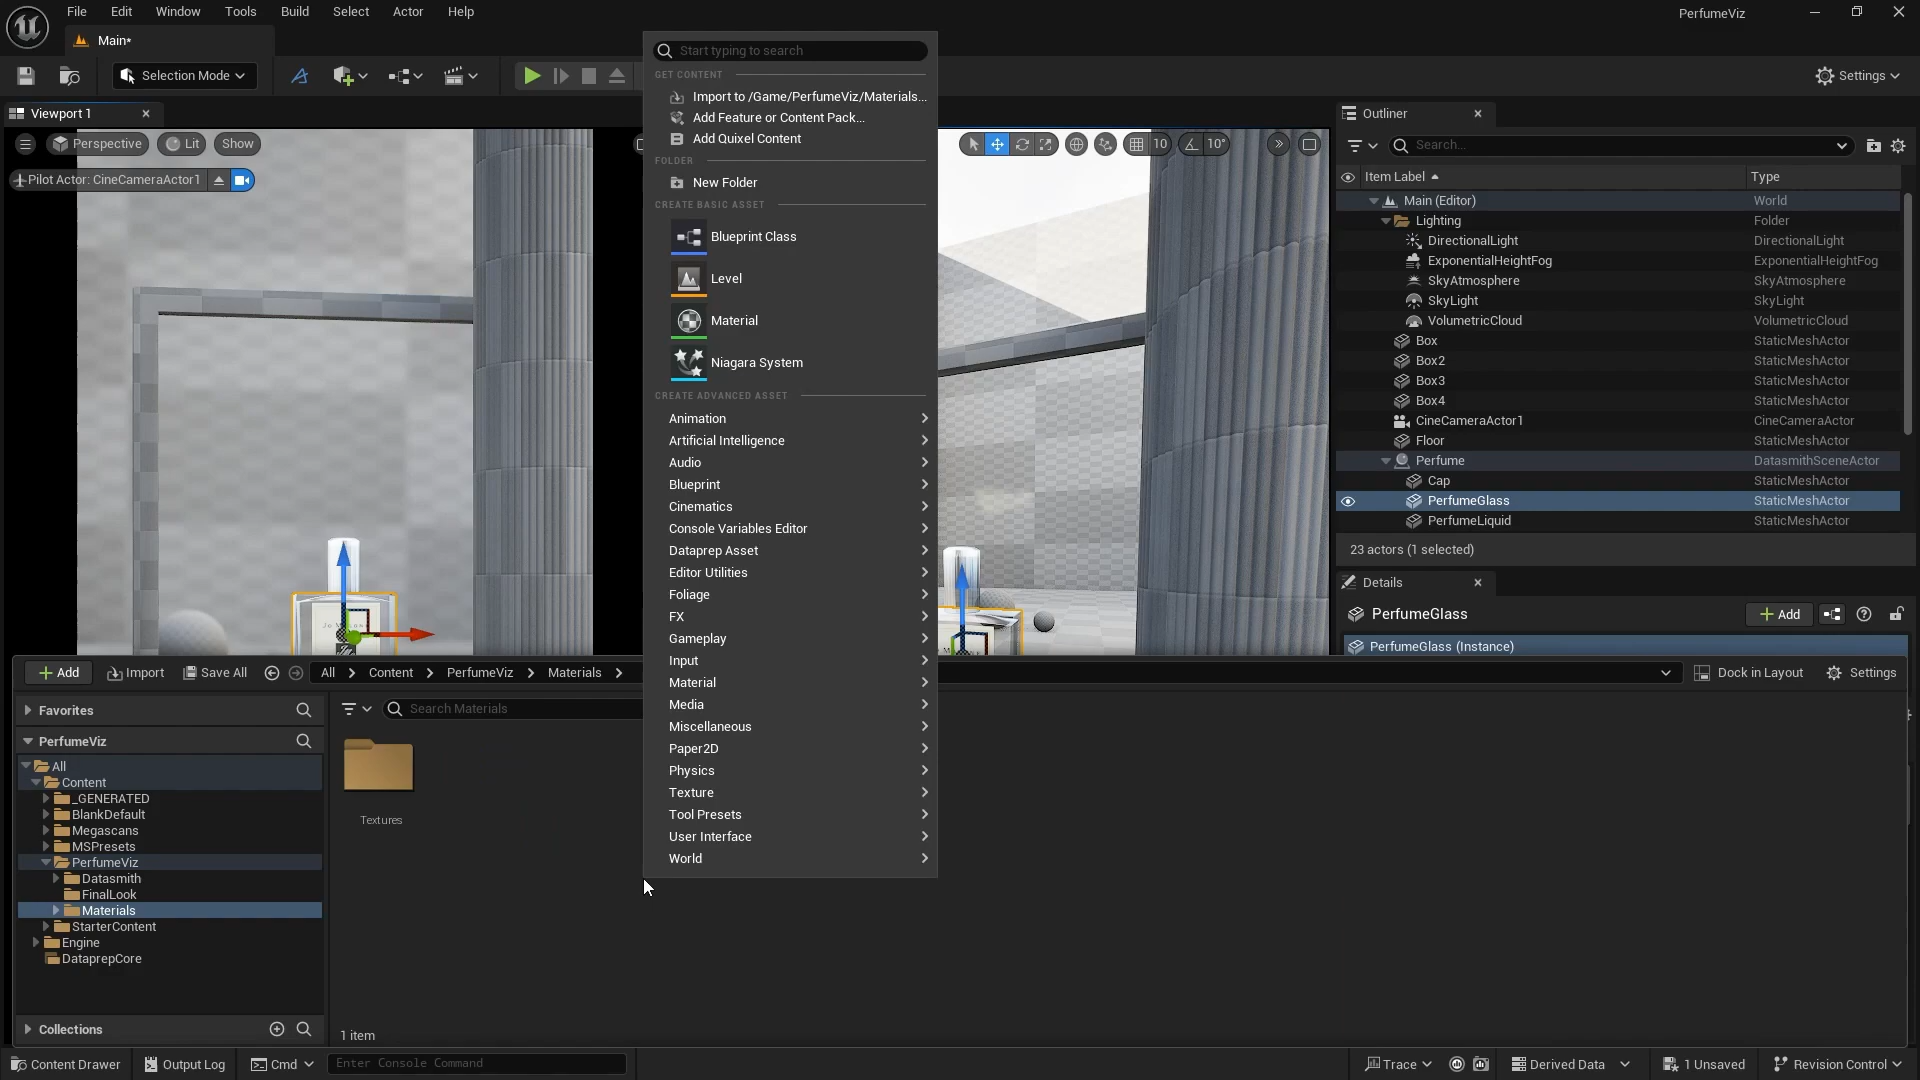 File Edit Window Tools Build Select Actor Help
PerfumeViz
Main*
Selection Mode
Settings
Viewport 1
Perspective Lit Show
Pilot Actor: CineCameraActor1
10 10°
Start typing to search
GET CONTENT
Import to /Game/PerfumeViz/Materials...
Add Feature or Content Pack...
Add Quixel Content
FOLDER
New Folder
CREATE BASIC ASSET
Blueprint Class
Level
Material
Niagara System
CREATE ADVANCED ASSET
Animation
Artificial Intelligence
Audio
Blueprint
Cinematics
Console Variables Editor
Dataprep Asset
Editor Utilities
Foliage
FX
Gameplay
Input
Material
Media
Miscellaneous
Paper2D
Physics
Texture
Tool Presets
User Interface
World
Outliner
Search...
Item Label Type
Main (Editor) World
Lighting Folder
DirectionalLight DirectionalLight
ExponentialHeightFog ExponentialHeightFog
SkyAtmosphere SkyAtmosphere
SkyLight SkyLight
VolumetricCloud VolumetricCloud
Box StaticMeshActor
Box2 StaticMeshActor
Box3 StaticMeshActor
Box4 StaticMeshActor
CineCameraActor1 CineCameraActor
Floor StaticMeshActor
Perfume DatasmithSceneActor
Cap StaticMeshActor
PerfumeGlass StaticMeshActor
PerfumeLiquid StaticMeshActor
23 actors (1 selected)
Details
PerfumeGlass
Add
PerfumeGlass (Instance)
Add Import Save All All Content PerfumeViz Materials
Dock in Layout Settings
Favorites
Search Materials
PerfumeViz
All
Content
_GENERATED
BlankDefault
Megascans
MSPresets
PerfumeViz
Datasmith
FinalLook
Materials
StarterContent
Engine
DataprepCore
Textures
Collections
1 item
Content Drawer Output Log Cmd Enter Console Command
Trace Derived Data 1 Unsaved Revision Control